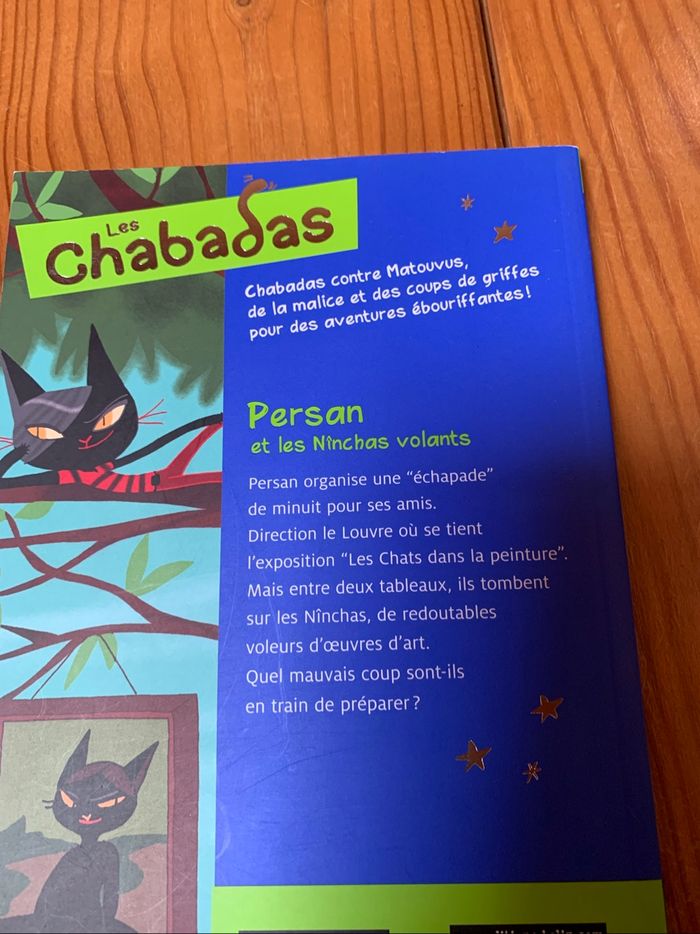 Les
Chabadas
Chabadas contre Matouvus,
de la malice et des coups de griffes
pour des aventures ébouriffantes !
Persan
et les Nînchas volants
Persan organise une “échapade”
de minuit pour ses amis.
Direction le Louvre où se tient
l’exposition “Les Chats dans la peinture”.
Mais entre deux tableaux, ils tombent
sur les Nînchas, de redoutables
voleurs d’œuvres d’art.
Quel mauvais coup sont-ils
en train de préparer ?